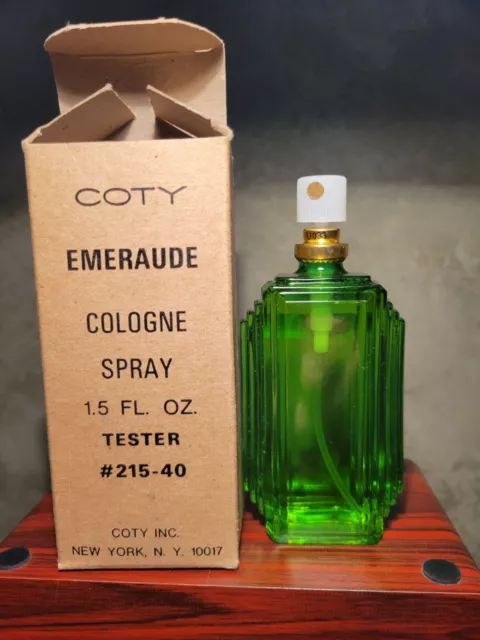 COTY
EMERAUDE
COLOGNE
SPRAY
1.5 FL. OZ.
TESTER
#215-40
COTY INC.
NEW YORK, N. Y. 10017